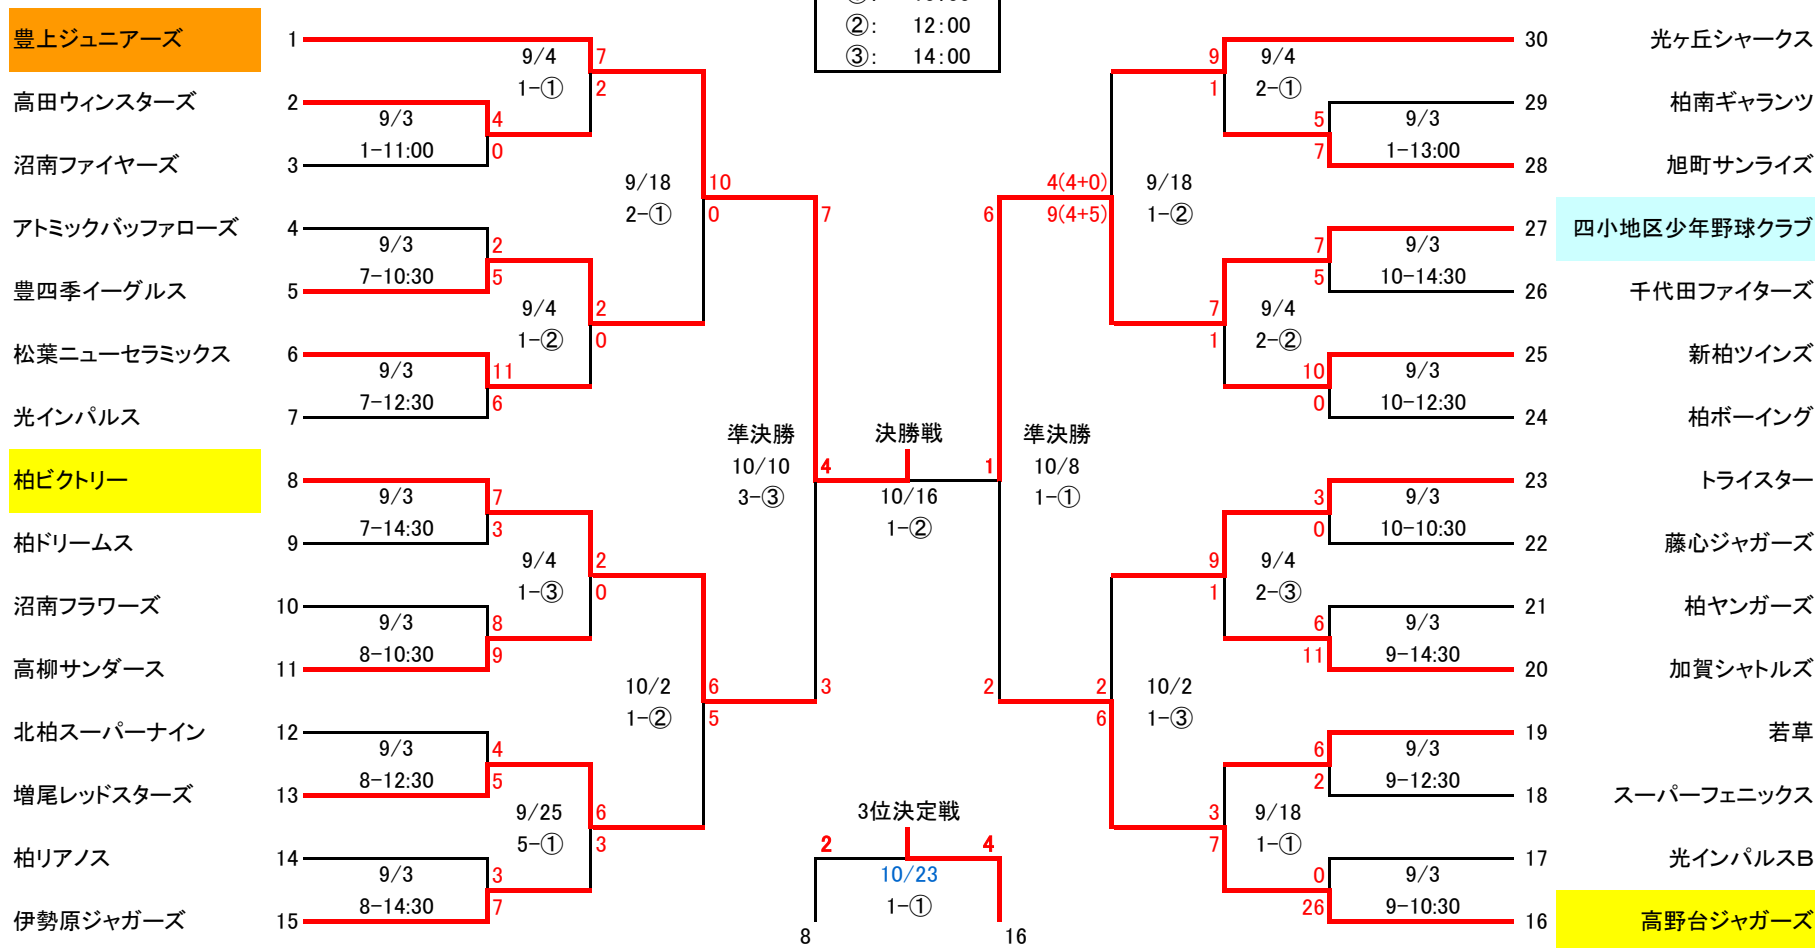 ②: 12:00
③: 14:00
豊上ジュニアーズ 1
9/4 7
1-① 2
高田ウィンスターズ 2
9/3 4
1-11:00 0
沼南ファイヤーズ 3
9/18 10
2-① 0
7
アトミックバッファローズ 4
9/3 2
7-10:30 5
豊四季イーグルス 5
9/4 2
1-② 0
松葉ニューセラミックス 6
9/3 11
7-12:30 6
光インパルス 7
準決勝
10/10 4
3-③
柏ビクトリー 8
9/3 7
7-14:30 3
柏ドリームス 9
9/4 2
1-③ 0
沼南フラワーズ 10
9/3 8
8-10:30 9
高柳サンダース 11
10/2 6
1-② 5
3
北柏スーパーナイン 12
9/3 4
8-12:30 5
増尾レッドスターズ 13
9/25 6
5-① 3
柏リアノス 14
9/3 3
8-14:30 7
伊勢原ジャガーズ 15
決勝戦
10/16
1-②
3位決定戦
2 4
10/23
1-①
8 16
30 光ヶ丘シャークス
9 9/4
1 2-①
29 柏南ギャランツ
5 9/3
7 1-13:00
28 旭町サンライズ
4(4+0) 9/18
9(4+5) 1-②
6
27 四小地区少年野球クラブ
7 9/3
5 10-14:30
26 千代田ファイターズ
7 9/4
1 2-②
25 新柏ツインズ
10 9/3
0 10-12:30
24 柏ボーイング
準決勝
1 10/8
1-①
23 トライスター
3 9/3
0 10-10:30
22 藤心ジャガーズ
9 9/4
1 2-③
21 柏ヤンガーズ
6 9/3
11 9-14:30
20 加賀シャトルズ
2
2 10/2
6 1-③
19 若草
6 9/3
2 9-12:30
18 スーパーフェニックス
3 9/18
7 1-①
17 光インパルスB
0 9/3
26 9-10:30
16 高野台ジャガーズ